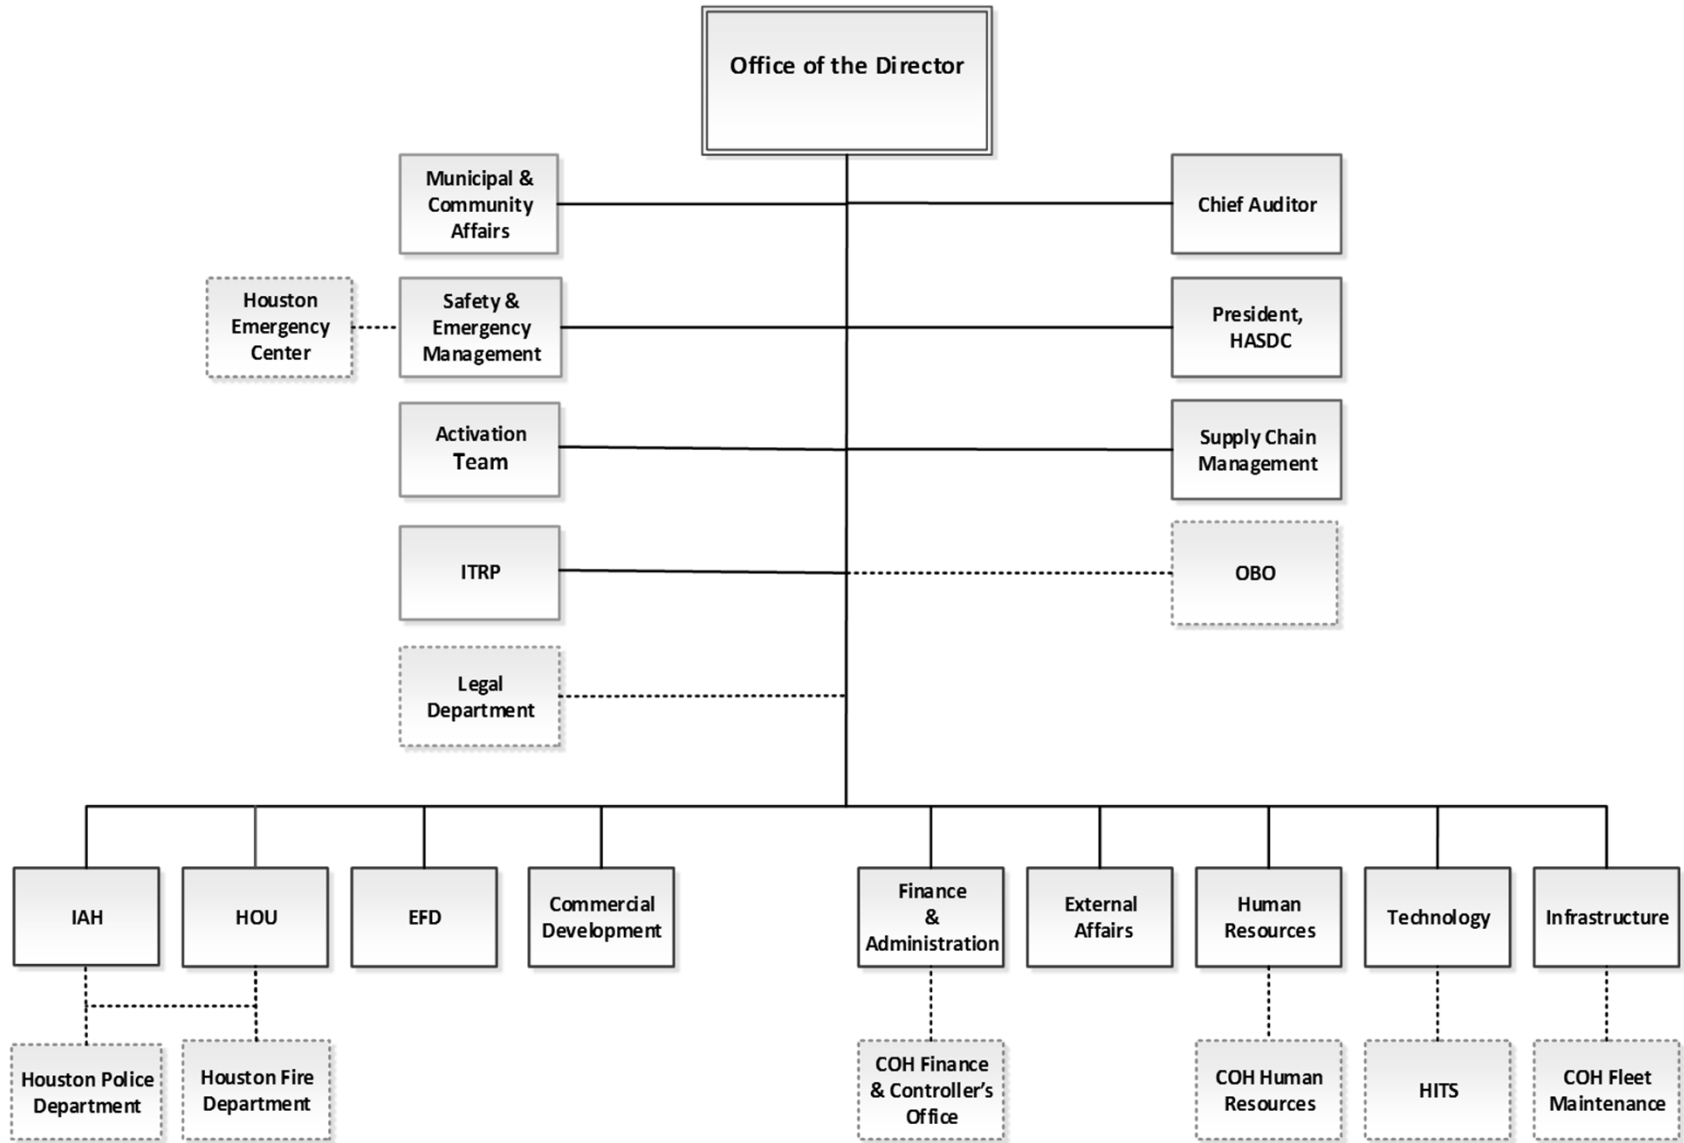 Office of the Director
Municipal &
Community
Affairs
Chief Auditor
Houston
Emergency
Center
Safety &
Emergency
Management
President,
HASDC
Activation
Team
Supply Chain
Management
ITRP
OBO
Legal
Department
IAH
HOU
EFD
Commercial
Development
Finance
&
Administration
External
Affairs
Human
Resources
Technology
Infrastructure
Houston Police
Department
Houston Fire
Department
COH Finance
& Controller's
Office
COH Human
Resources
HITS
COH Fleet
Maintenance